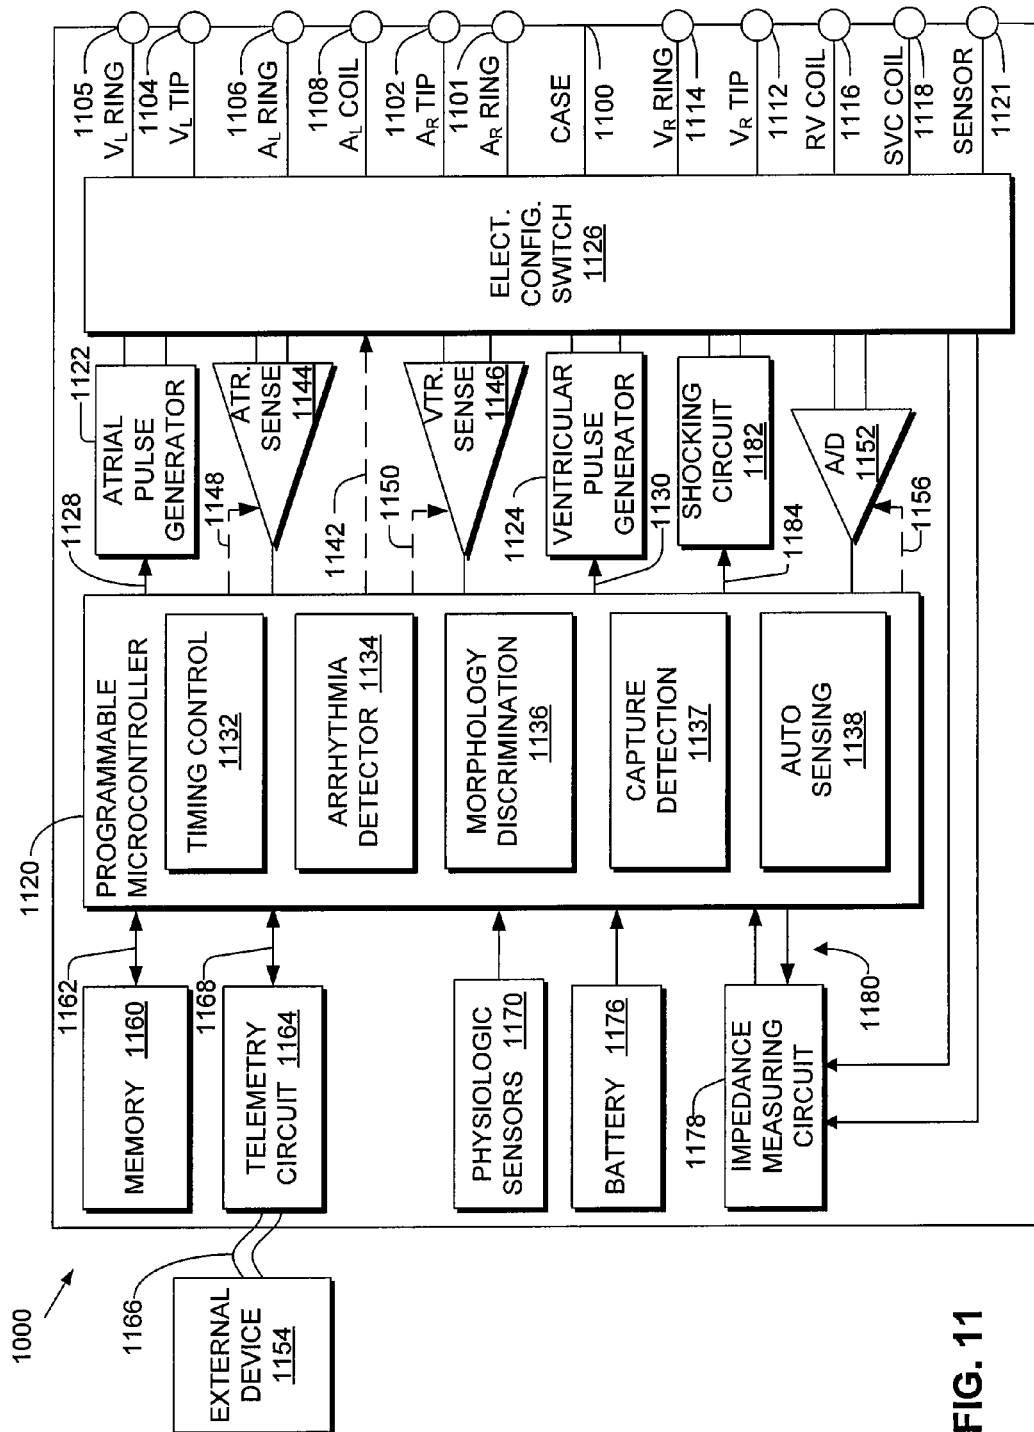 1000
EXTERNAL
DEVICE
1154
1166
MEMORY 1160
1162
TELEMETRY
CIRCUIT 1164
1168
PHYSIOLOGIC
SENSORS 1170
BATTERY 1176
1178
IMPEDANCE
MEASURING
CIRCUIT
1180
1120
PROGRAMMABLE
MICROCONTROLLER
TIMING CONTROL
1132
ARRHYTHMIA
DETECTOR 1134
MORPHOLOGY
DISCRIMINATION
1136
CAPTURE
DETECTION
1137
AUTO
SENSING
1138
1128
1148
1142
1150
1130
1184
1156
1122
ATRIAL
PULSE
GENERATOR
ATR.
SENSE
1144
VTR.
SENSE
1146
1124
VENTRICULAR
PULSE
GENERATOR
SHOCKING
CIRCUIT
1182
A/D
1152
ELECT.
CONFIG.
SWITCH
1126
1105
VL RING
1104
VL TIP
1106
AL RING
1108
AL COIL
1102
AR TIP
1101
AR RING
CASE
1100
VR RING
1114
VR TIP
1112
RV COIL
1116
SVC COIL
1118
SENSOR
1121
FIG. 11